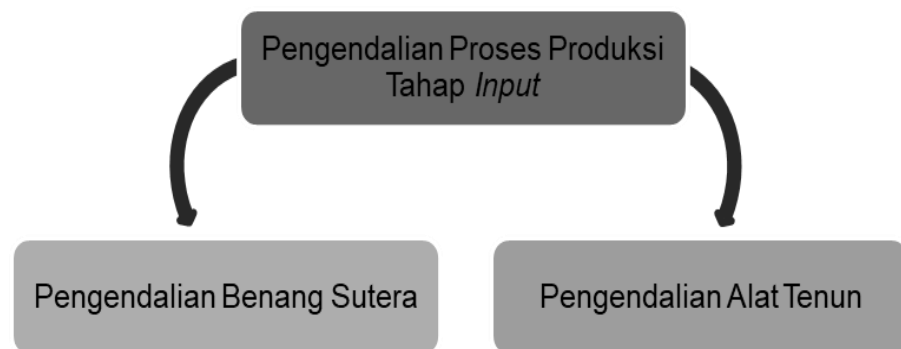 Pengendalian Proses Produksi
Tahap Input
Pengendalian Benang Sutera
Pengendalian Alat Tenun